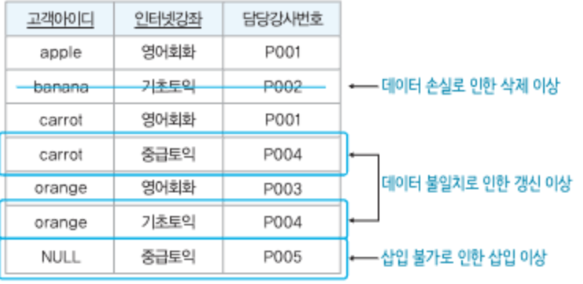 고객아이디 인터넷강좌 담당강사번호
apple 영어회화 P001
banana 기초토익 P002 데이터 손실로 인한 삭제 이상
carrot 영어회화 P001
carrot 중급토익 P004
데이터 불일치로 인한 갱신 이상
orange 영어회화 P003
orange 기초토익 P004
NULL 중급토익 P005 삽입 불가로 인한 삽입 이상